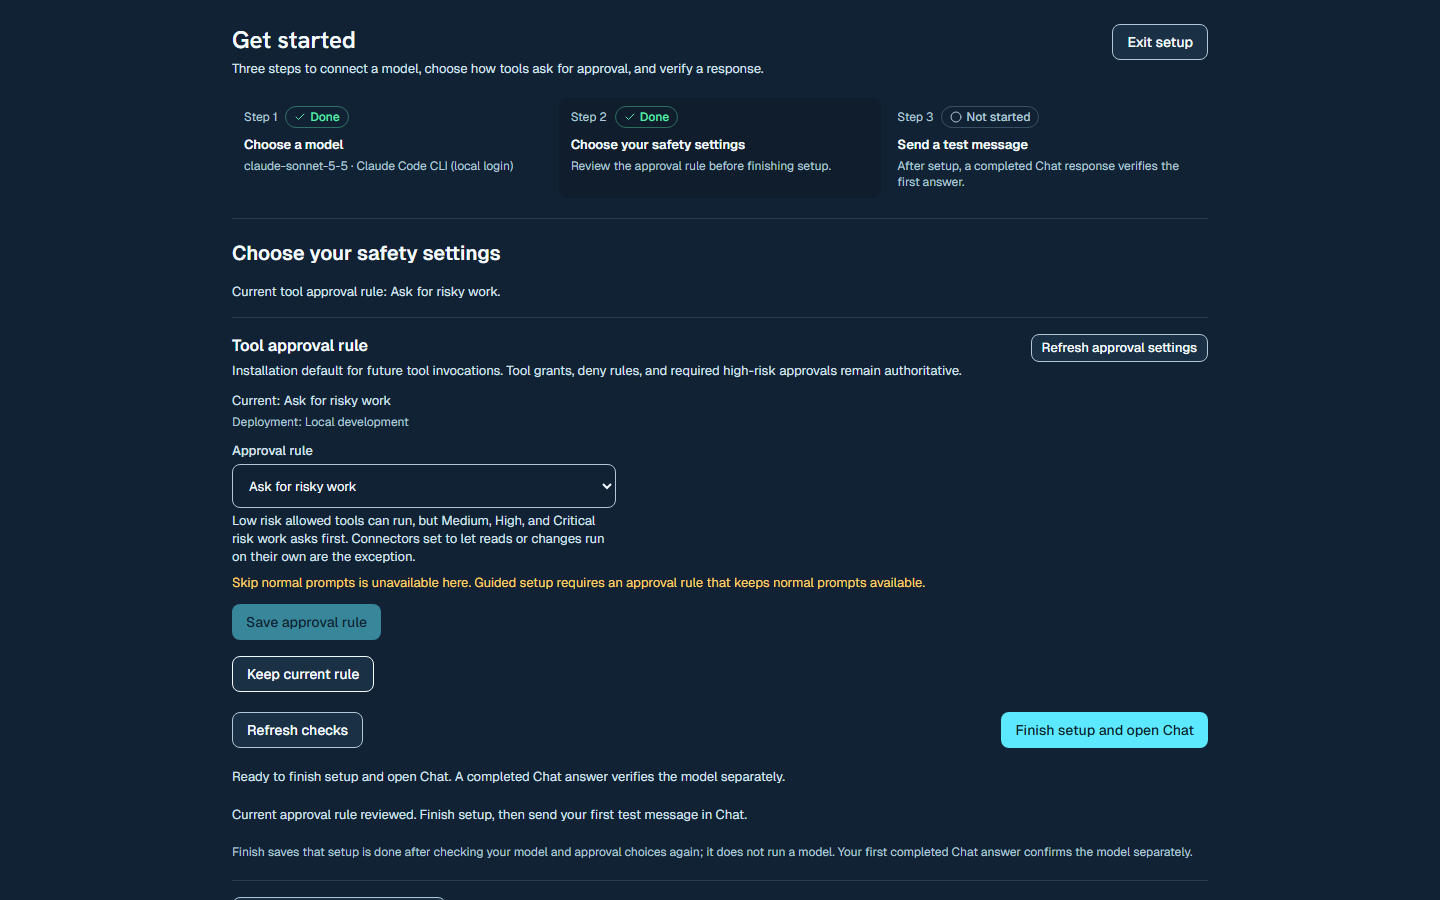 Get started
Exit setup
Three steps to connect a model, choose how tools ask for approval, and verify a response.
Step 1 Done
Choose a model
claude-sonnet-5-5 · Claude Code CLI (local login)
Step 2 Done
Choose your safety settings
Review the approval rule before finishing setup.
Step 3 Not started
Send a test message
After setup, a completed Chat response verifies the
first answer.
Choose your safety settings
Current tool approval rule: Ask for risky work.
Tool approval rule
Refresh approval settings
Installation default for future tool invocations. Tool grants, deny rules, and required high-risk approvals remain authoritative.
Current: Ask for risky work
Deployment: Local development
Approval rule
Ask for risky work
Low risk allowed tools can run, but Medium, High, and Critical
risk work asks first. Connectors set to let reads or changes run
on their own are the exception.
Skip normal prompts is unavailable here. Guided setup requires an approval rule that keeps normal prompts available.
Save approval rule
Keep current rule
Refresh checks
Finish setup and open Chat
Ready to finish setup and open Chat. A completed Chat answer verifies the model separately.
Current approval rule reviewed. Finish setup, then send your first test message in Chat.
Finish saves that setup is done after checking your model and approval choices again; it does not run a model. Your first completed Chat answer confirms the model separately.